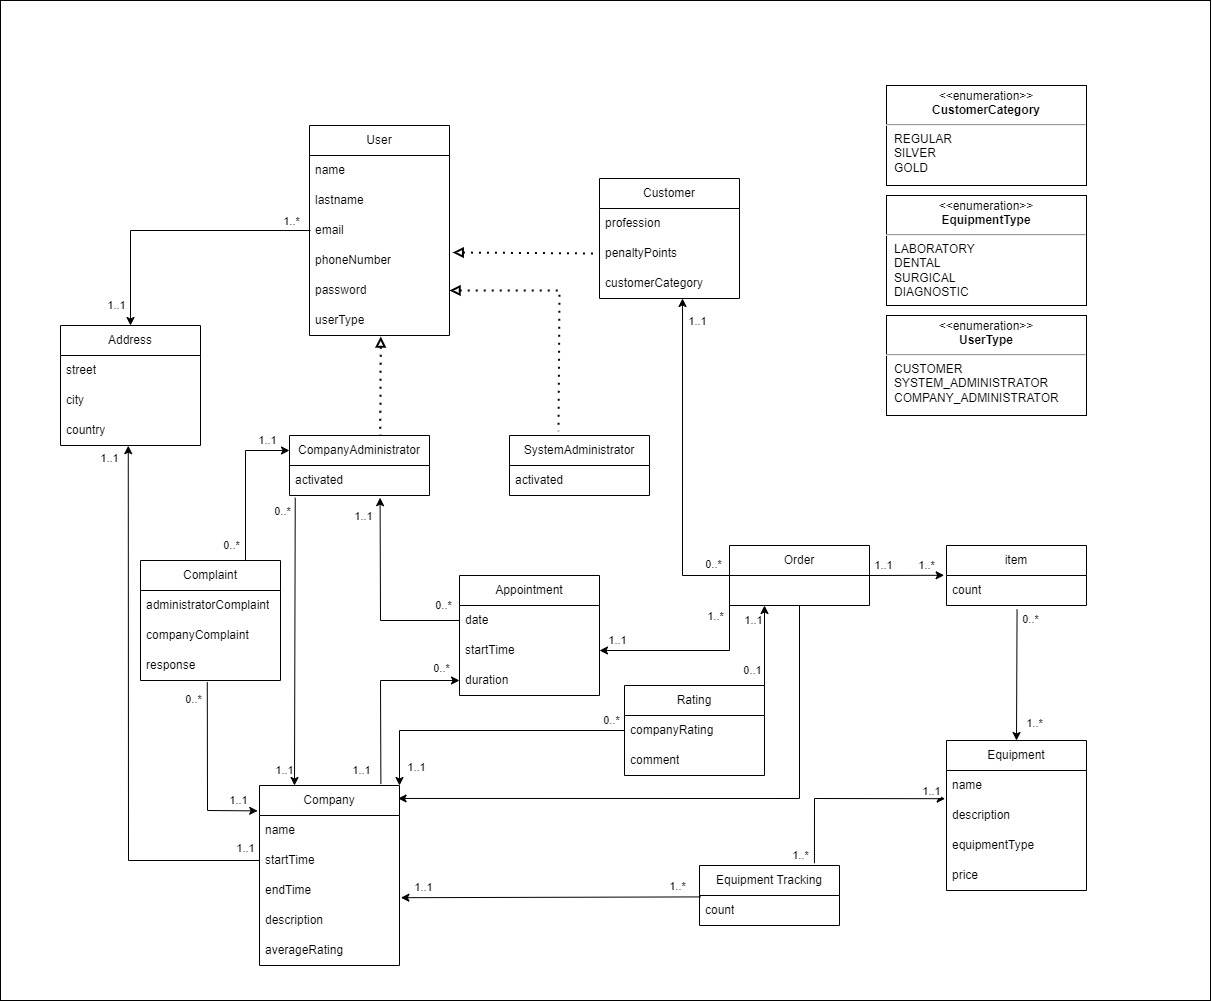 <<enumeration>>
CustomerCategory
REGULAR
SILVER
GOLD
<<enumeration>>
EquipmentType
LABORATORY
DENTAL
SURGICAL
DIAGNOSTIC
<<enumeration>>
UserType
CUSTOMER
SYSTEM_ADMINISTRATOR
COMPANY_ADMINISTRATOR
User
name
lastname
email
phoneNumber
password
userType
Customer
profession
penaltyPoints
customerCategory
1..*
1..1
Address
street
city
country
1..1
1..1
1..1
CompanyAdministrator
activated
SystemAdministrator
activated
0..*
1..1
0..*
Complaint
administratorComplaint
companyComplaint
response
0..*
Appointment
date
startTime
duration
0..*
0..*
Order
0..*
1..1
1..*
1..*
1..1
1..1
item
count
0..*
1..*
0..1
Rating
companyRating
comment
0..*
1..1
1..1
1..1
1..1
1..1
Company
name
startTime
endTime
description
averageRating
1..1
1..*
Equipment Tracking
count
1..*
1..1
Equipment
name
description
equipmentType
price